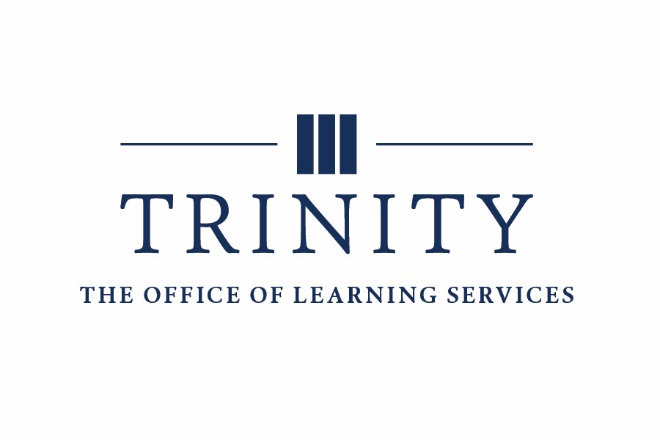 TRINITY
THE OFFICE OF LEARNING SERVICES